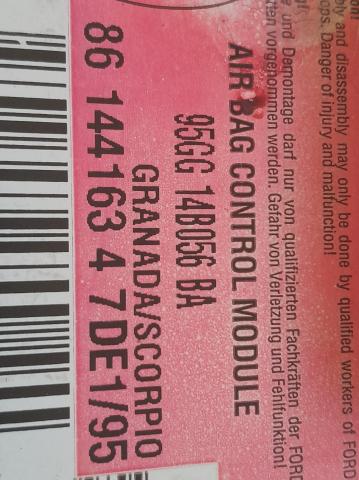 bly and disassembly may only be done by qualified workers of FORD
ops. Danger of injury and malfunction!
e und Demontage darf nur von qualifizierten Fachkräften der FORD
ten vorgenommen werden. Gefahr von Verletzung und Fehlfunktion!
AIR BAG CONTROL MODULE
95GG 14B056 BA
GRANADA/SCORPIO
86 144163 4 7DE1/95